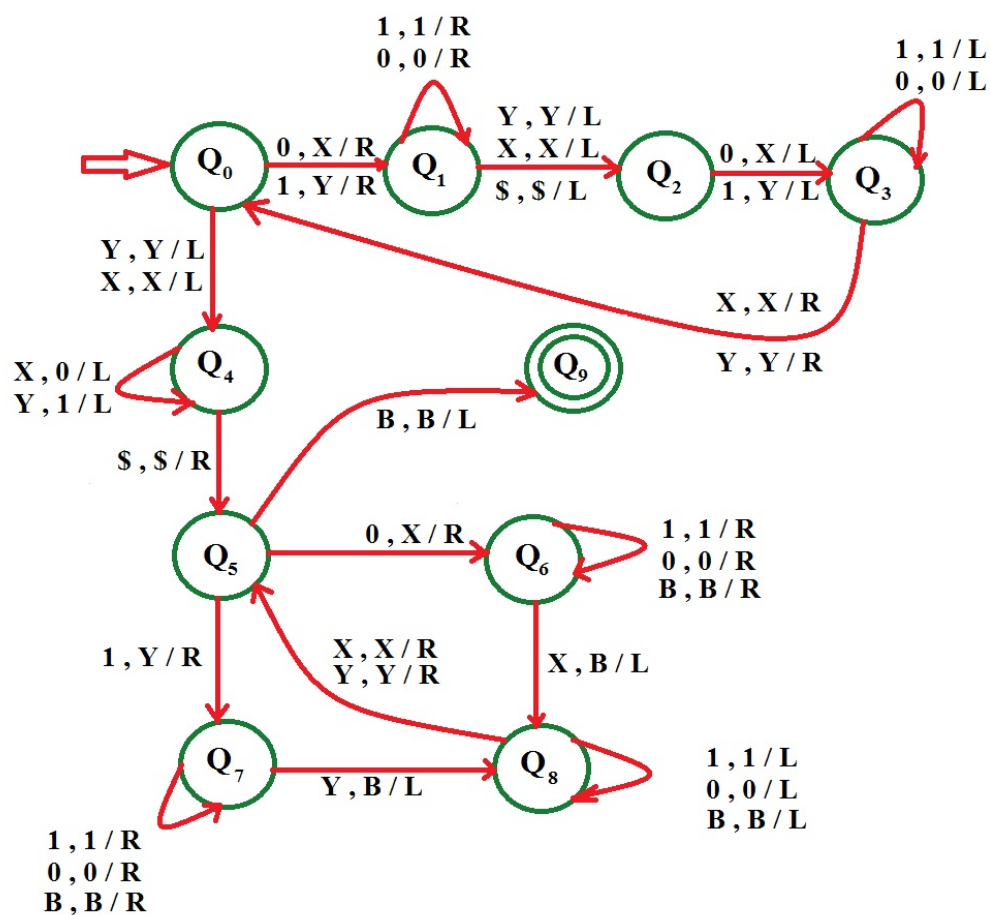 1 , 1 / R
0 , 0 / R
1 , 1 / L
0 , 0 / L
Y , Y / L
X , X / L
$ , $ / L
0 , X / R
1 , Y / R
0 , X / L
1 , Y / L
Q0
Q1
Q2
Q3
Y , Y / L
X , X / L
X , X / R
Y , Y / R
Q4
X , 0 / L
Y , 1 / L
Q9
B , B / L
$ , $ / R
0 , X / R
Q5
Q6
1 , 1 / R
0 , 0 / R
B , B / R
1 , Y / R
X , X / R
Y , Y / R
X , B / L
Q7
Y , B / L
Q8
1 , 1 / L
0 , 0 / L
B , B / L
1 , 1 / R
0 , 0 / R
B , B / R